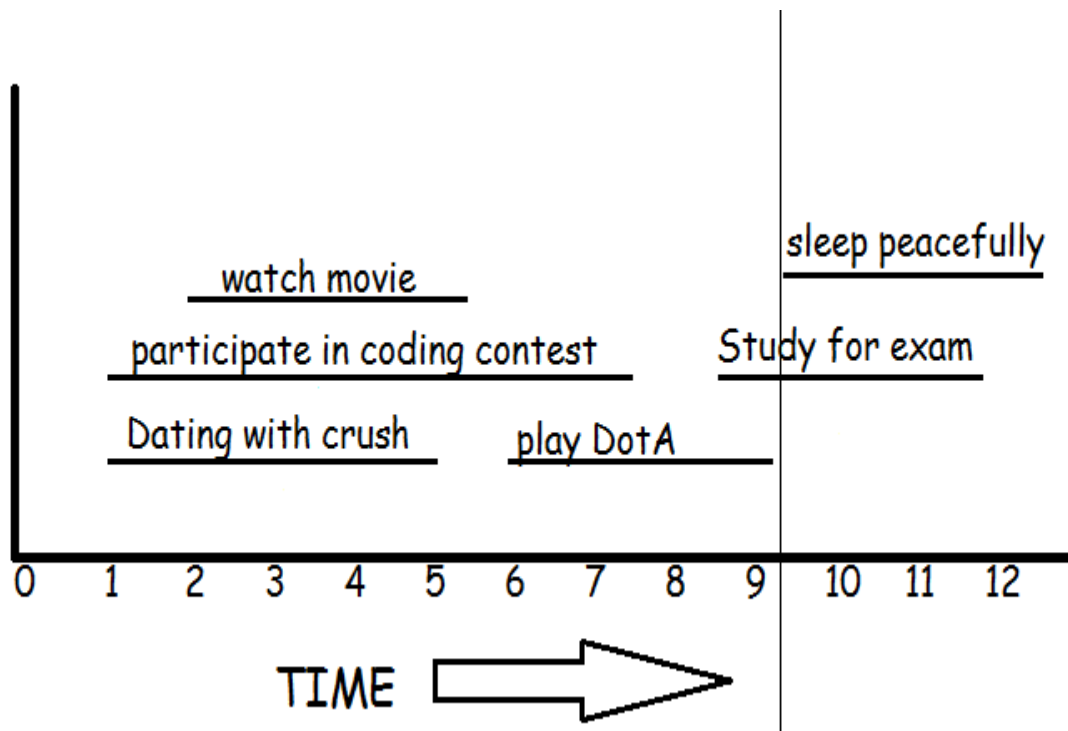 sleep peacefully
watch movie
participate in coding contest
Study for exam
Dating with crush
play DotA
0 1 2 3 4 5 6 7 8 9 10 11 12
TIME